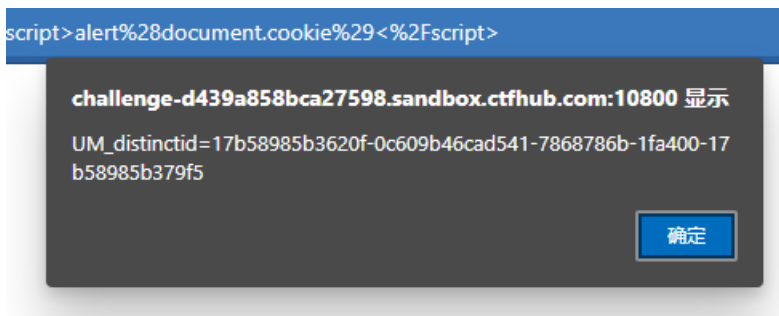 script>alert%28document.cookie%29<%2Fscript>
challenge-d439a858bca27598.sandbox.ctfhub.com:10800 显示
UM_distinctid=17b58985b3620f-0c609b46cad541-7868786b-1fa400-17
b58985b379f5
确定